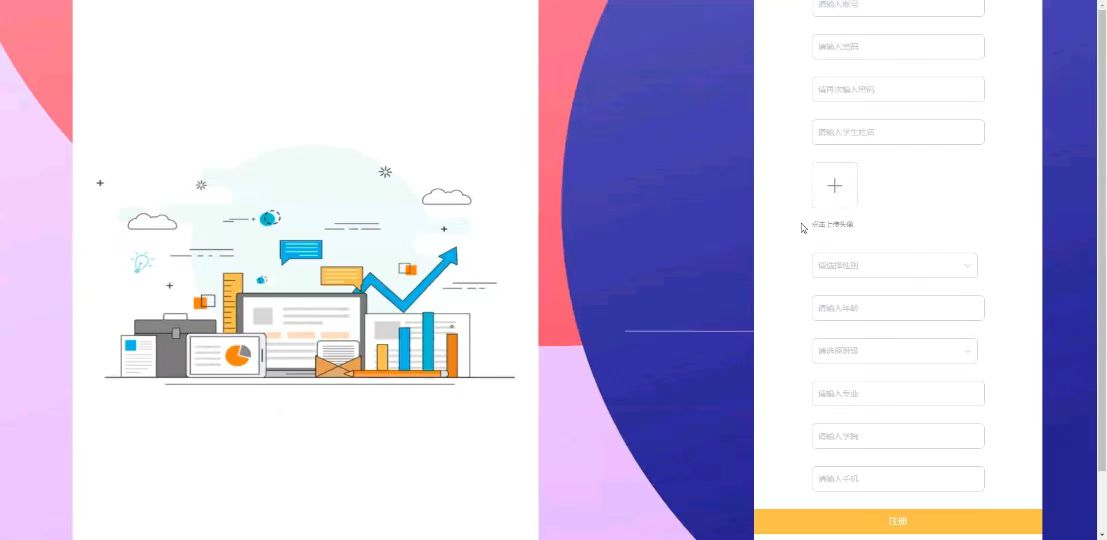 请输入账号
请输入密码
请再次输入密码
请输入学生姓名
点击上传头像
请选择性别
请输入年龄
请选择班级
请输入专业
请输入学院
请输入手机
注册